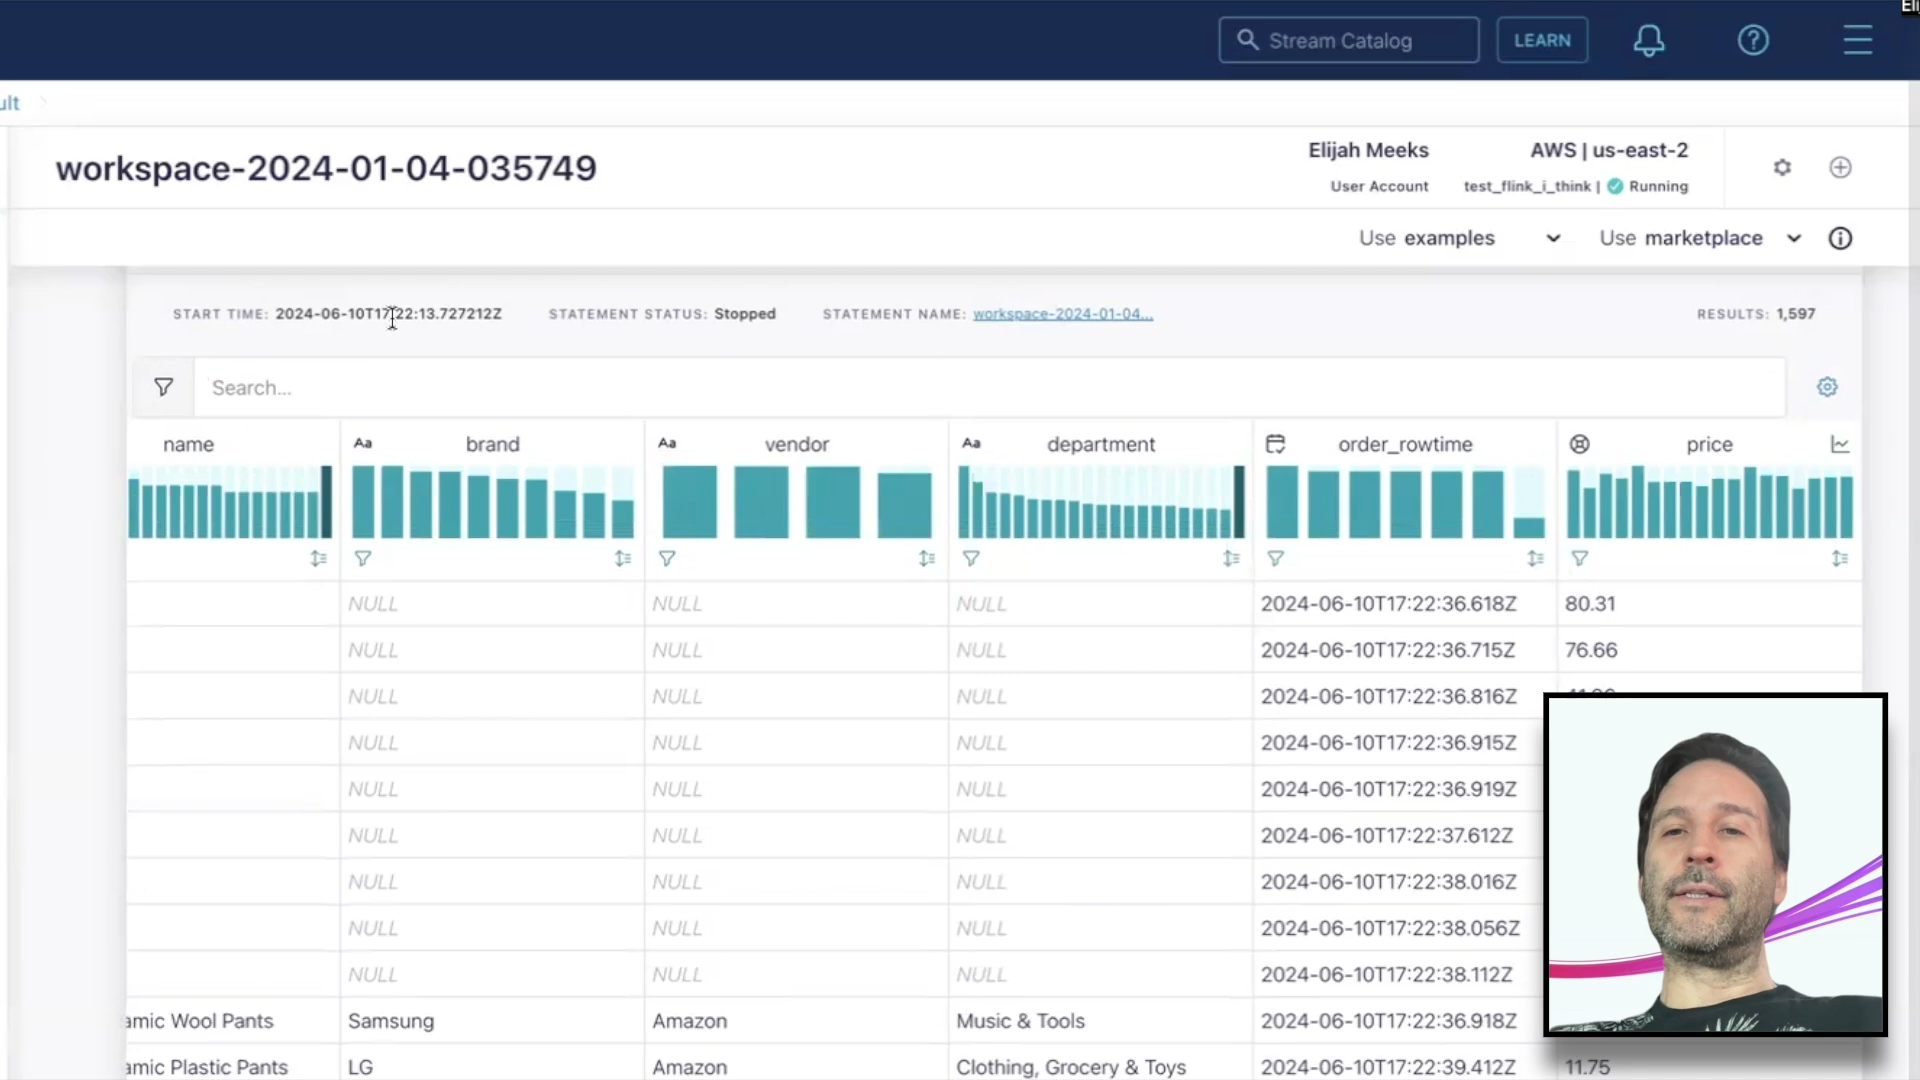 Eli
Stream Catalog
LEARN
ult
workspace-2024-01-04-035749
Elijah Meeks
User Account
AWS | us-east-2
test_flink_i_think | Running
Use examples
Use marketplace
START TIME: 2024-06-10T17:22:13.727212Z
STATEMENT STATUS: Stopped
STATEMENT NAME: workspace-2024-01-04...
RESULTS: 1,597
Search...
name Aa brand Aa vendor Aa department order_rowtime price
NULL NULL NULL 2024-06-10T17:22:36.618Z 80.31
NULL NULL NULL 2024-06-10T17:22:36.715Z 76.66
NULL NULL NULL 2024-06-10T17:22:36.816Z
NULL NULL NULL 2024-06-10T17:22:36.915Z
NULL NULL NULL 2024-06-10T17:22:36.919Z
NULL NULL NULL 2024-06-10T17:22:37.612Z
NULL NULL NULL 2024-06-10T17:22:38.016Z
NULL NULL NULL 2024-06-10T17:22:38.056Z
NULL NULL NULL 2024-06-10T17:22:38.112Z
amic Wool Pants Samsung Amazon Music & Tools 2024-06-10T17:22:36.918Z
amic Plastic Pants LG Amazon Clothing, Grocery & Toys 2024-06-10T17:22:39.412Z 11.75